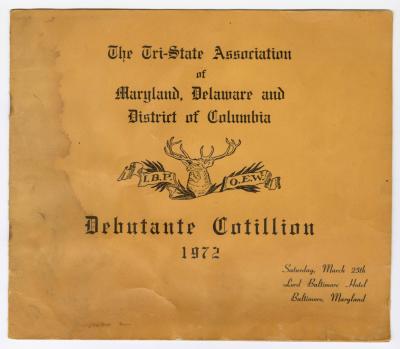 The Tri-State Association
of
Maryland, Delaware and
District of Columbia
I.B.P. O.E.W.
Debutante Cotillion
1972
Saturday, March 25th
Lord Baltimore Hotel
Baltimore, Maryland